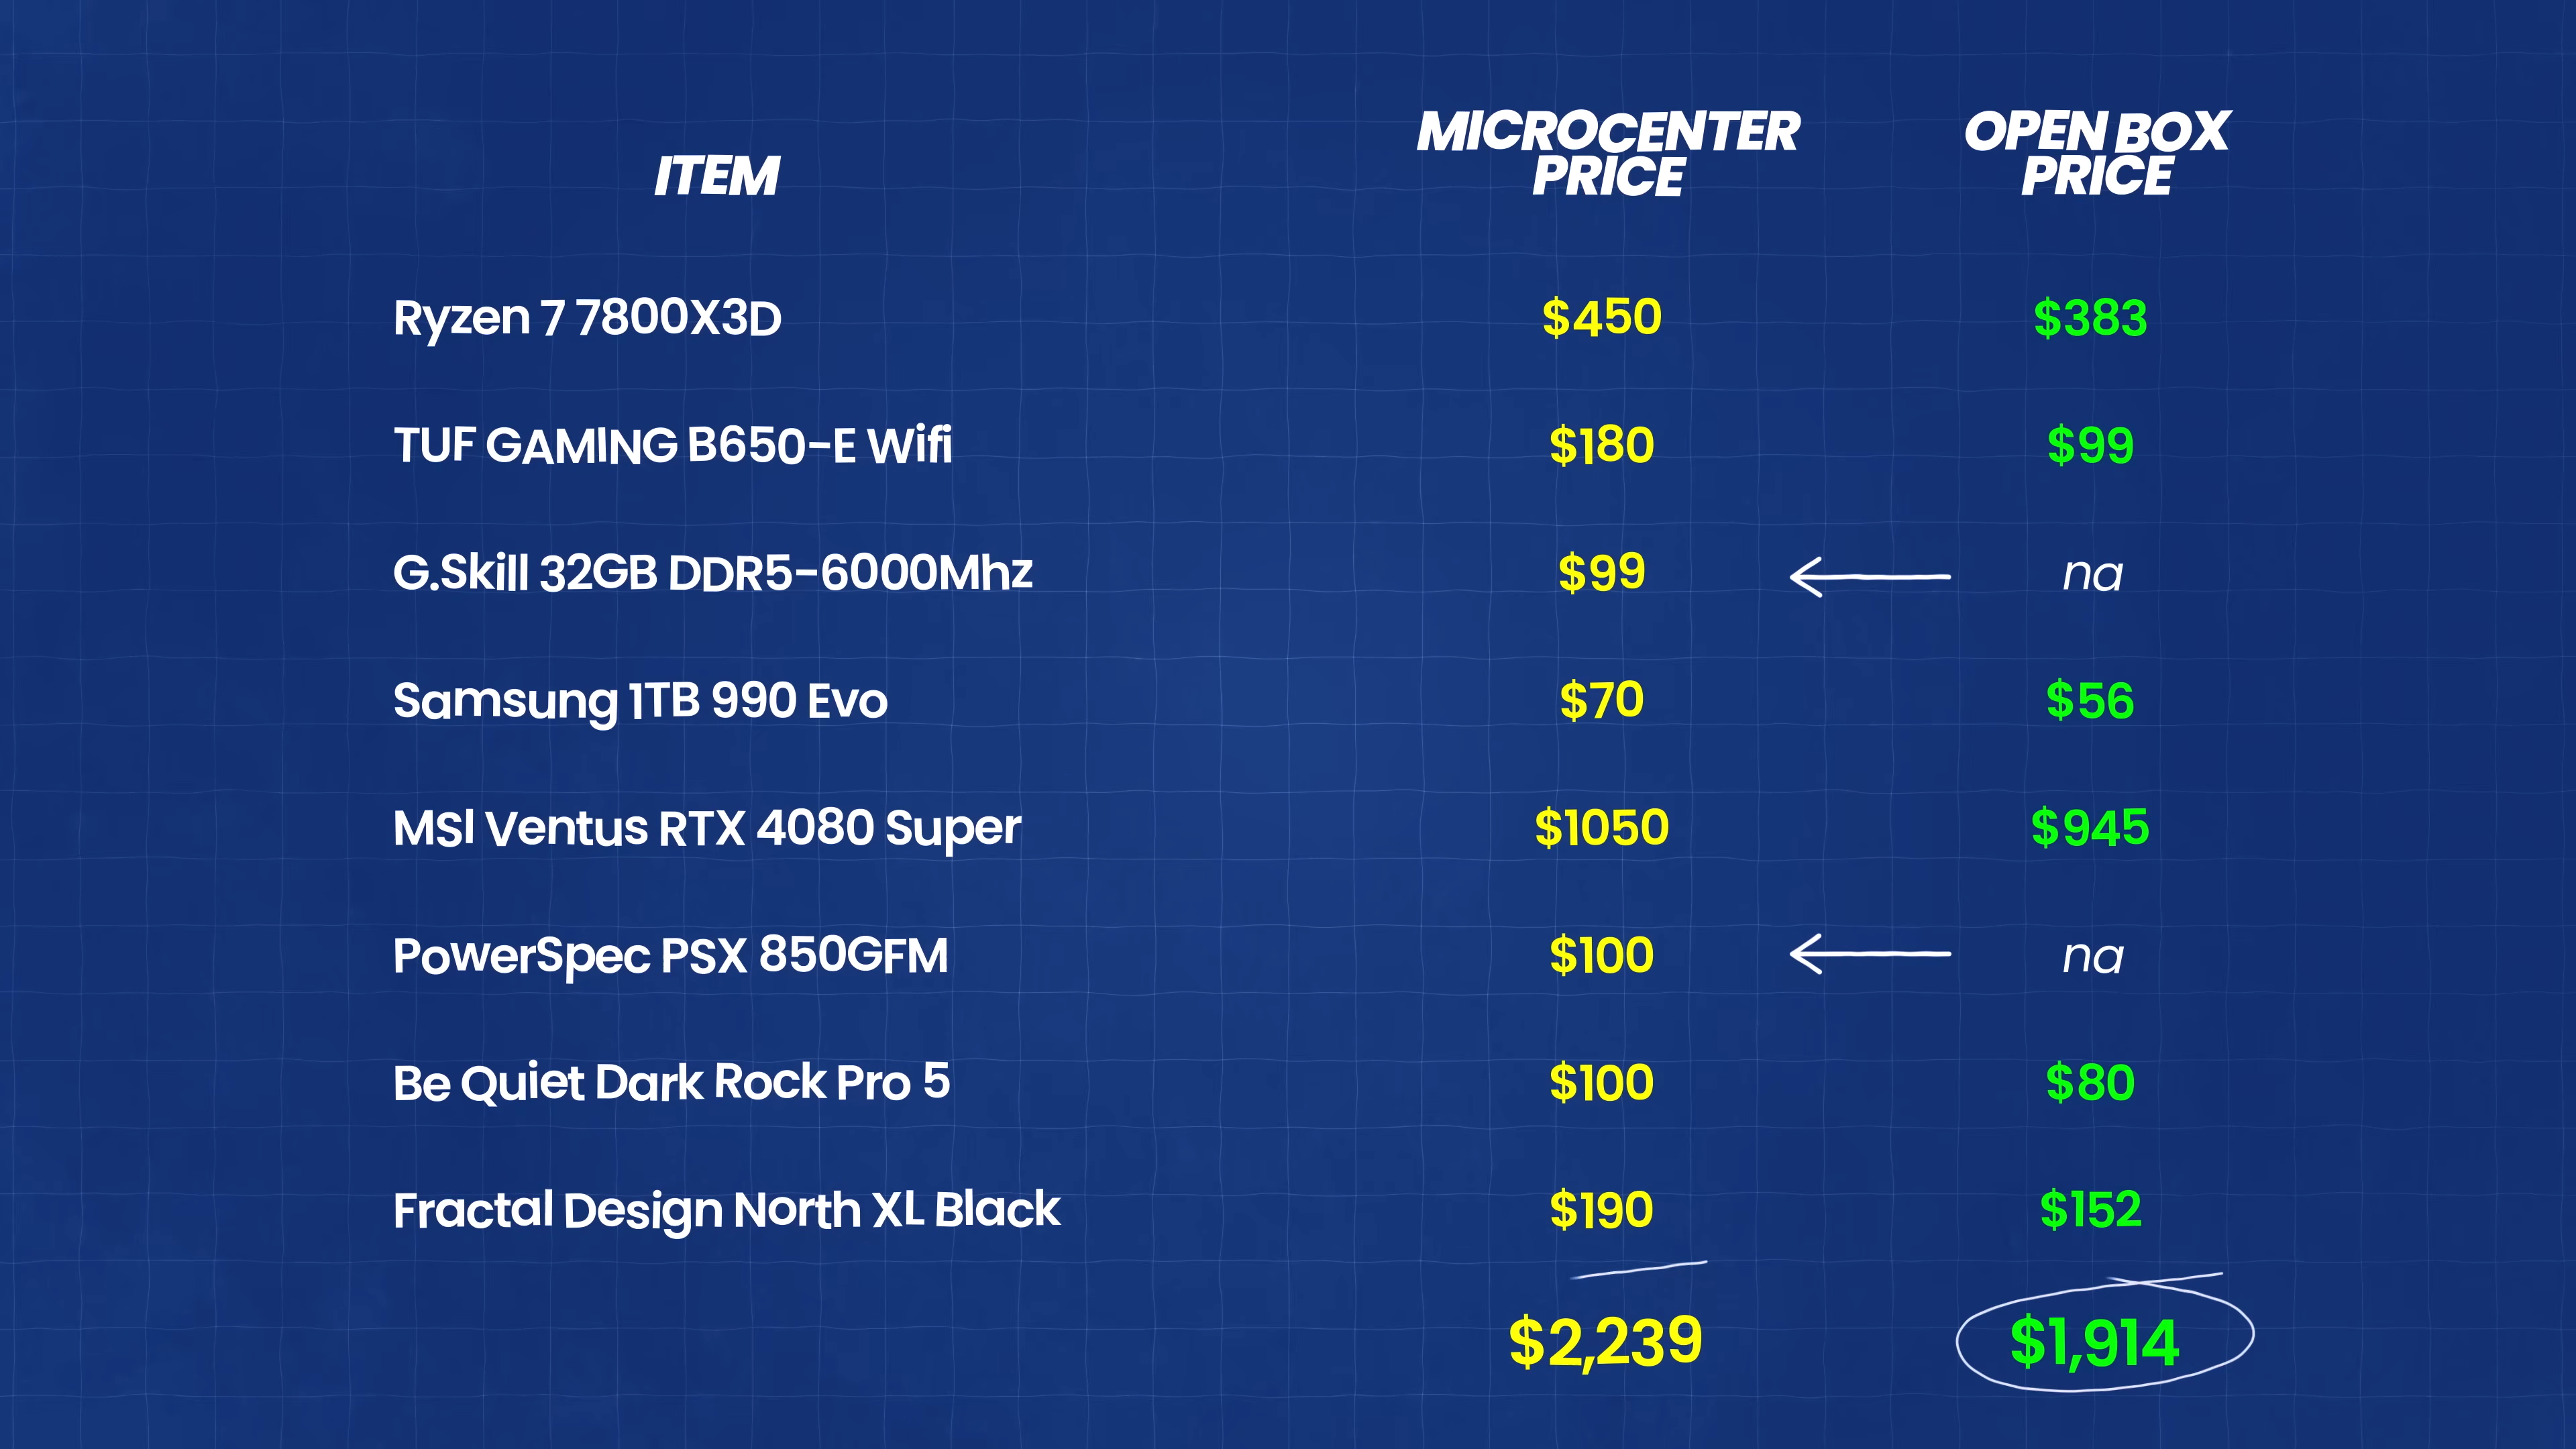 ITEM
MICROCENTER
PRICE
OPEN BOX
PRICE
Ryzen 7 7800X3D $450 $383
TUF GAMING B650-E Wifi $180 $99
G.Skill 32GB DDR5-6000Mhz $99 na
Samsung 1TB 990 Evo $70 $56
MSI Ventus RTX 4080 Super $1050 $945
PowerSpec PSX 850GFM $100 na
Be Quiet Dark Rock Pro 5 $100 $80
Fractal Design North XL Black $190 $152
$2,239 $1,914